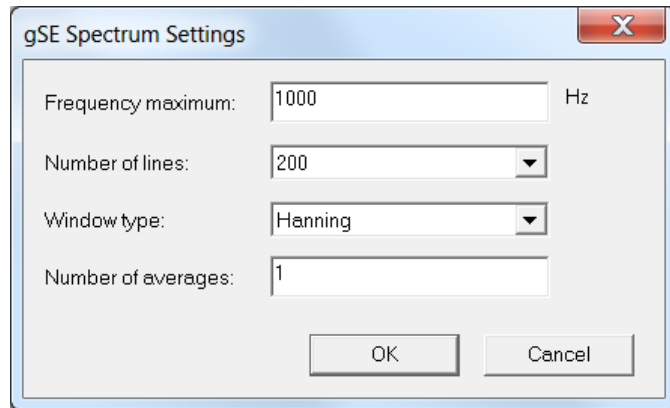 gSE Spectrum Settings
Frequency maximum: 1000 Hz
Number of lines: 200
Window type: Hanning
Number of averages: 1
OK Cancel